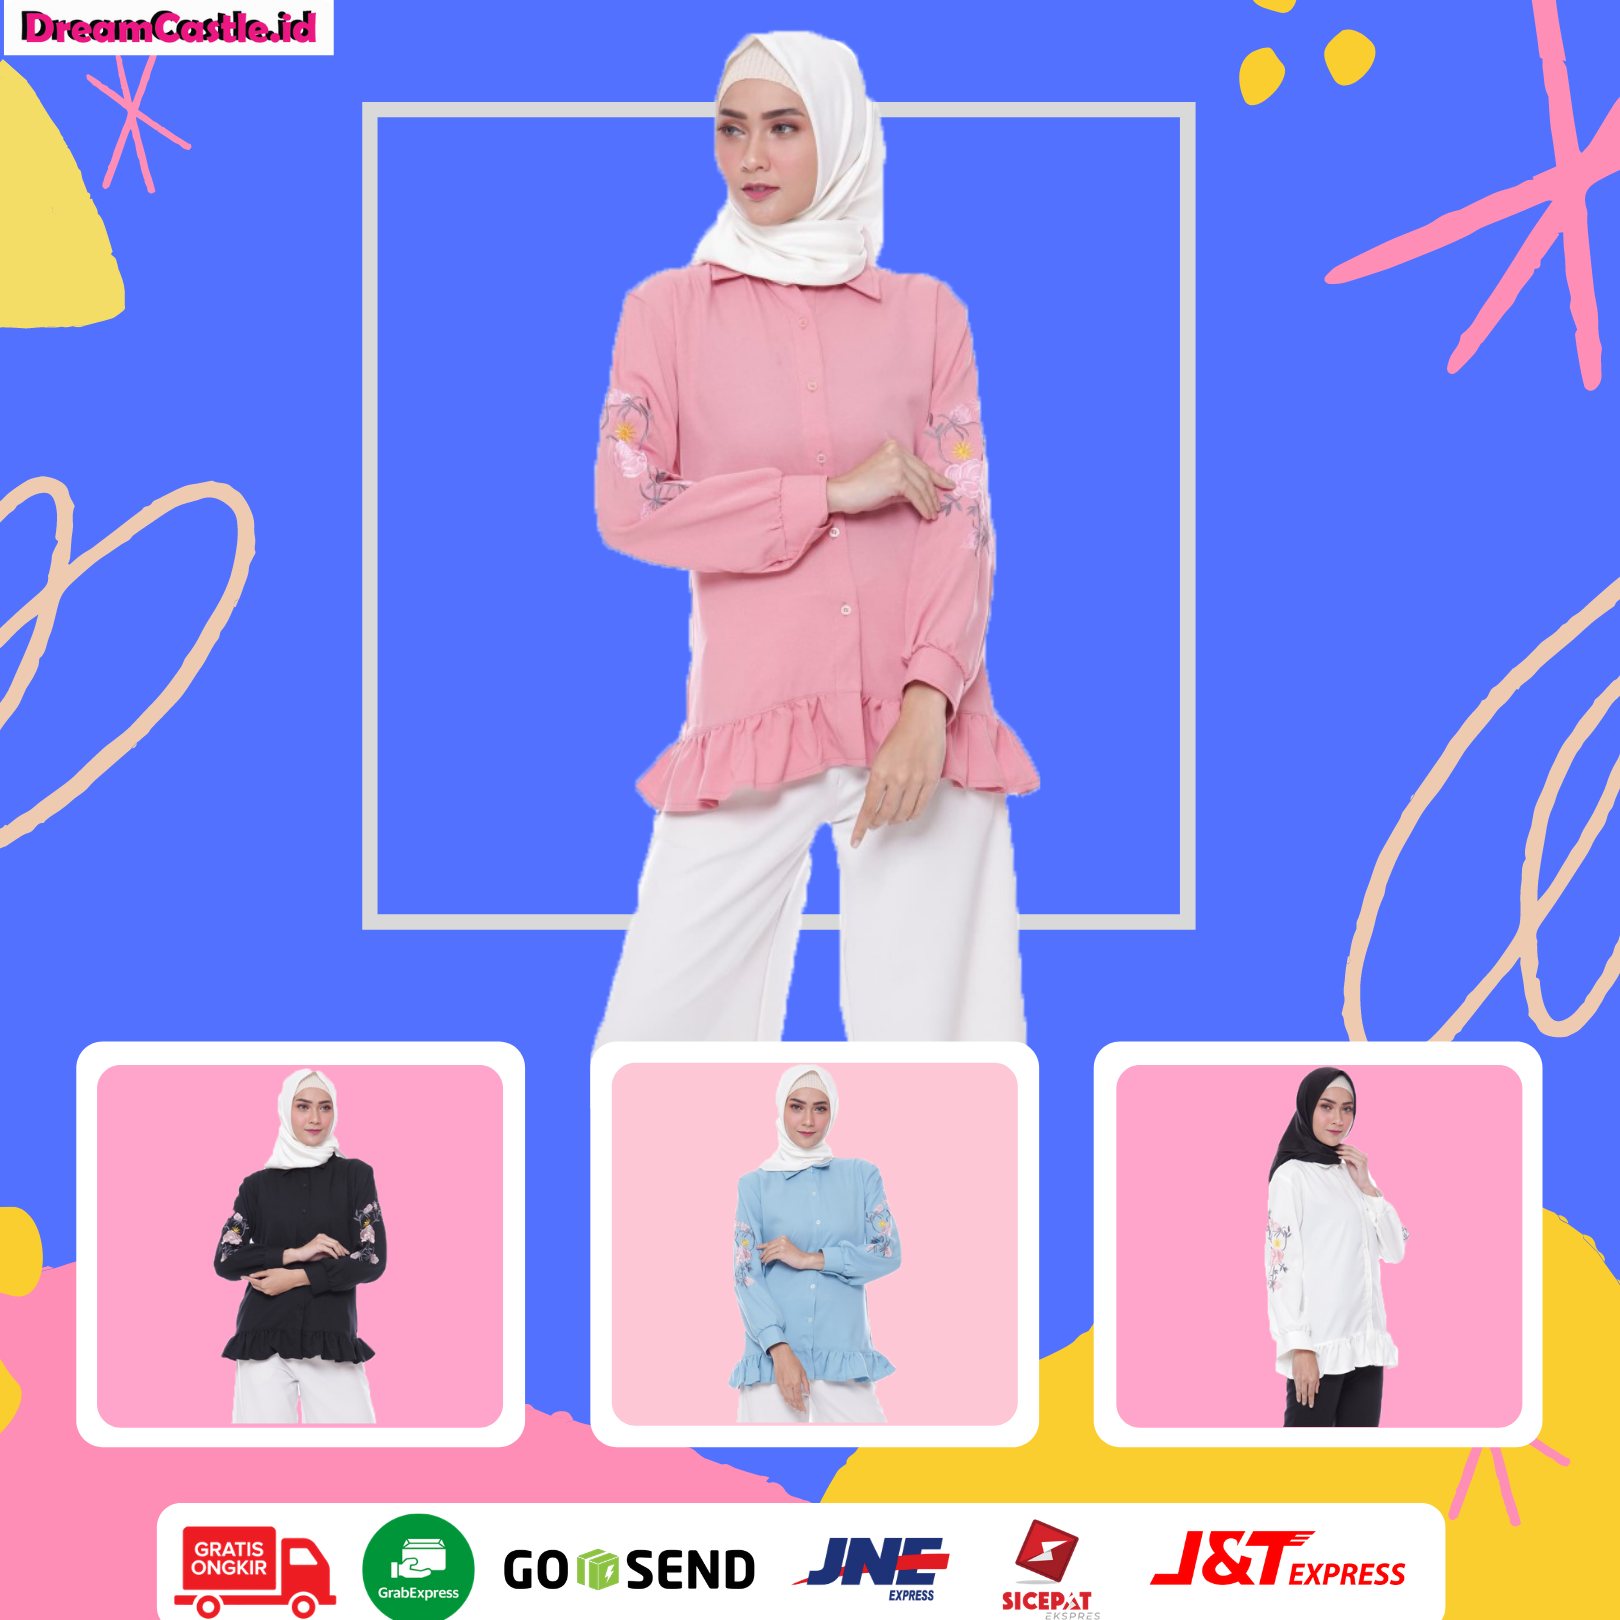 DreamCastle.id
GRATIS
ONGKIR
GrabExpress
GO SEND
JNE
EXPRESS
SICEPAT
EKSPRES
J&T EXPRESS